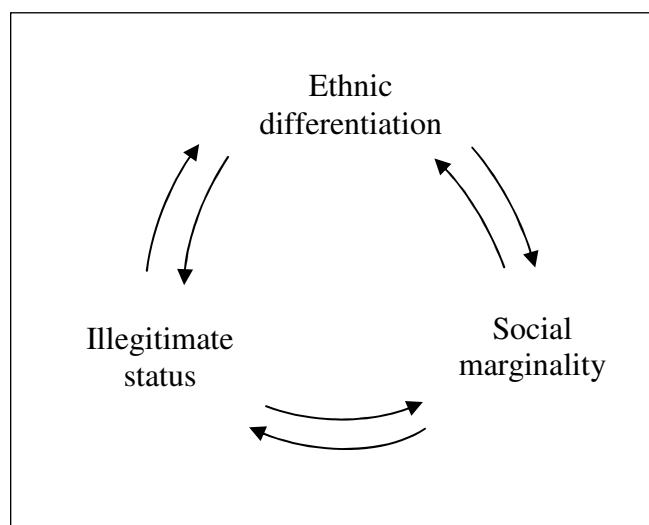 Ethnic
differentiation
Illegitimate
status
Social
marginality